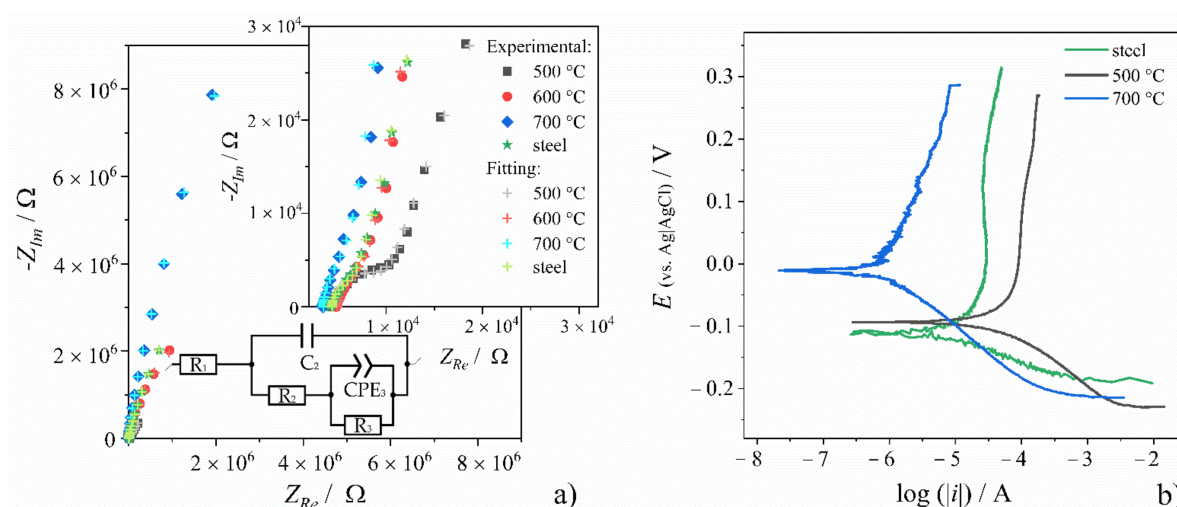 3 × 10⁴
2 × 10⁴
1 × 10⁴
0
-Z_Im / Ω
Experimental:
500 °C
600 °C
700 °C
steel
Fitting:
500 °C
600 °C
700 °C
steel
1 × 10⁴
2 × 10⁴
3 × 10⁴
Z_Re / Ω
8 × 10⁶
6 × 10⁶
4 × 10⁶
2 × 10⁶
0
-Z_Im / Ω
R₁
C₂
R₂
CPE₃
R₃
2 × 10⁶
4 × 10⁶
6 × 10⁶
8 × 10⁶
Z_Re / Ω
a)
steel
500 °C
700 °C
0.3
0.2
0.1
0.0
−0.1
−0.2
E (vs. Ag|AgCl) / V
−8
−7
−6
−5
−4
−3
−2
log (|i|) / A
b)